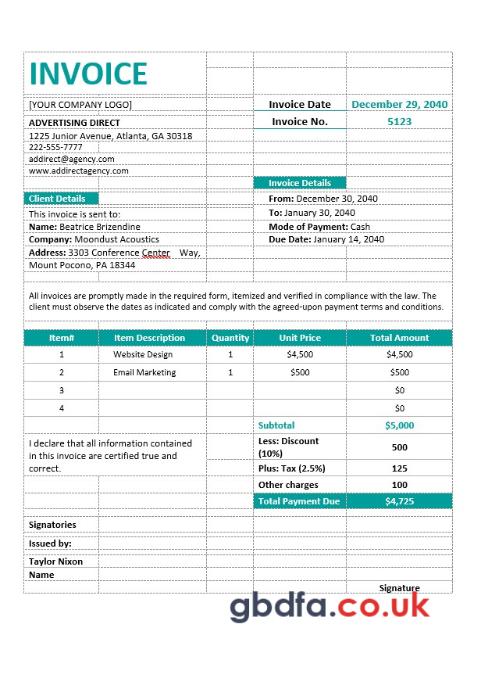 INVOICE
[YOUR COMPANY LOGO]
Invoice Date December 29, 2040
ADVERTISING DIRECT
Invoice No. 5123
1225 Junior Avenue, Atlanta, GA 30318
222-555-7777
addirect@agency.com
www.addirectagency.com
Invoice Details
Client Details
From: December 30, 2040
This invoice is sent to:
To: January 30, 2040
Name: Beatrice Brizendine
Mode of Payment: Cash
Company: Moondust Acoustics
Due Date: January 14, 2040
Address: 3303 Conference Center Way,
Mount Pocono, PA 18344
All invoices are promptly made in the required form, itemized and verified in compliance with the law. The
client must observe the dates as indicated and comply with the agreed-upon payment terms and conditions.
Item# Item Description Quantity Unit Price Total Amount
1 Website Design 1 $4,500 $4,500
2 Email Marketing 1 $500 $500
3 $0
4 $0
Subtotal $5,000
I declare that all information contained
in this invoice are certified true and
correct.
Less: Discount
(10%) 500
Plus: Tax (2.5%) 125
Other charges 100
Total Payment Due $4,725
Signatories
Issued by:
Taylor Nixon
Name
Signature
gbdfa.co.uk